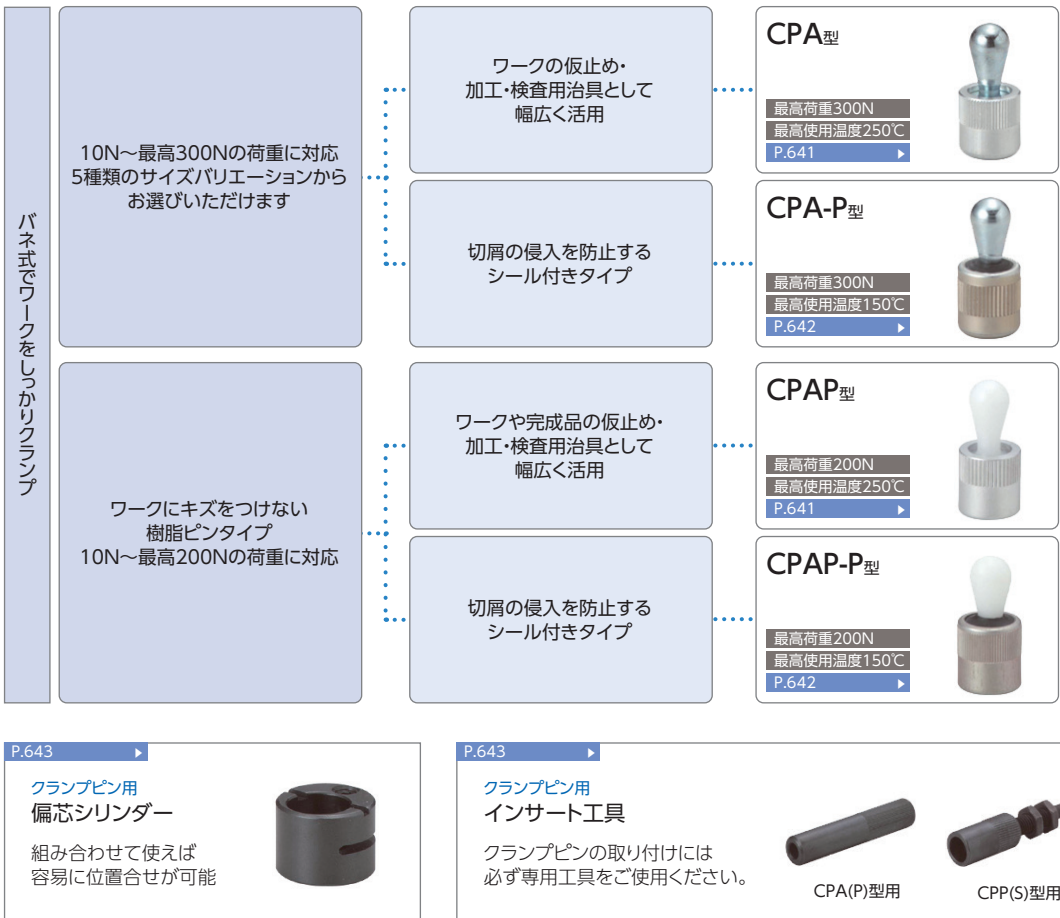 バネ式でワークをしっかりクランプ
10N〜最高300Nの荷重に対応
5種類のサイズバリエーションから
お選びいただけます
ワークの仮止め・
加工・検査用治具として
幅広く活用
CPA型
最高荷重300N
最高使用温度250℃
P.641
切屑の侵入を防止する
シール付きタイプ
CPA-P型
最高荷重300N
最高使用温度150℃
P.642
ワークにキズをつけない
樹脂ピンタイプ
10N〜最高200Nの荷重に対応
ワークや完成品の仮止め・
加工・検査用治具として
幅広く活用
CPAP型
最高荷重200N
最高使用温度250℃
P.641
切屑の侵入を防止する
シール付きタイプ
CPAP-P型
最高荷重200N
最高使用温度150℃
P.642
P.643
クランプピン用
偏芯シリンダー
組み合わせて使えば
容易に位置合せが可能
P.643
クランプピン用
インサート工具
クランプピンの取り付けには
必ず専用工具をご使用ください。
CPA(P)型用
CPP(S)型用